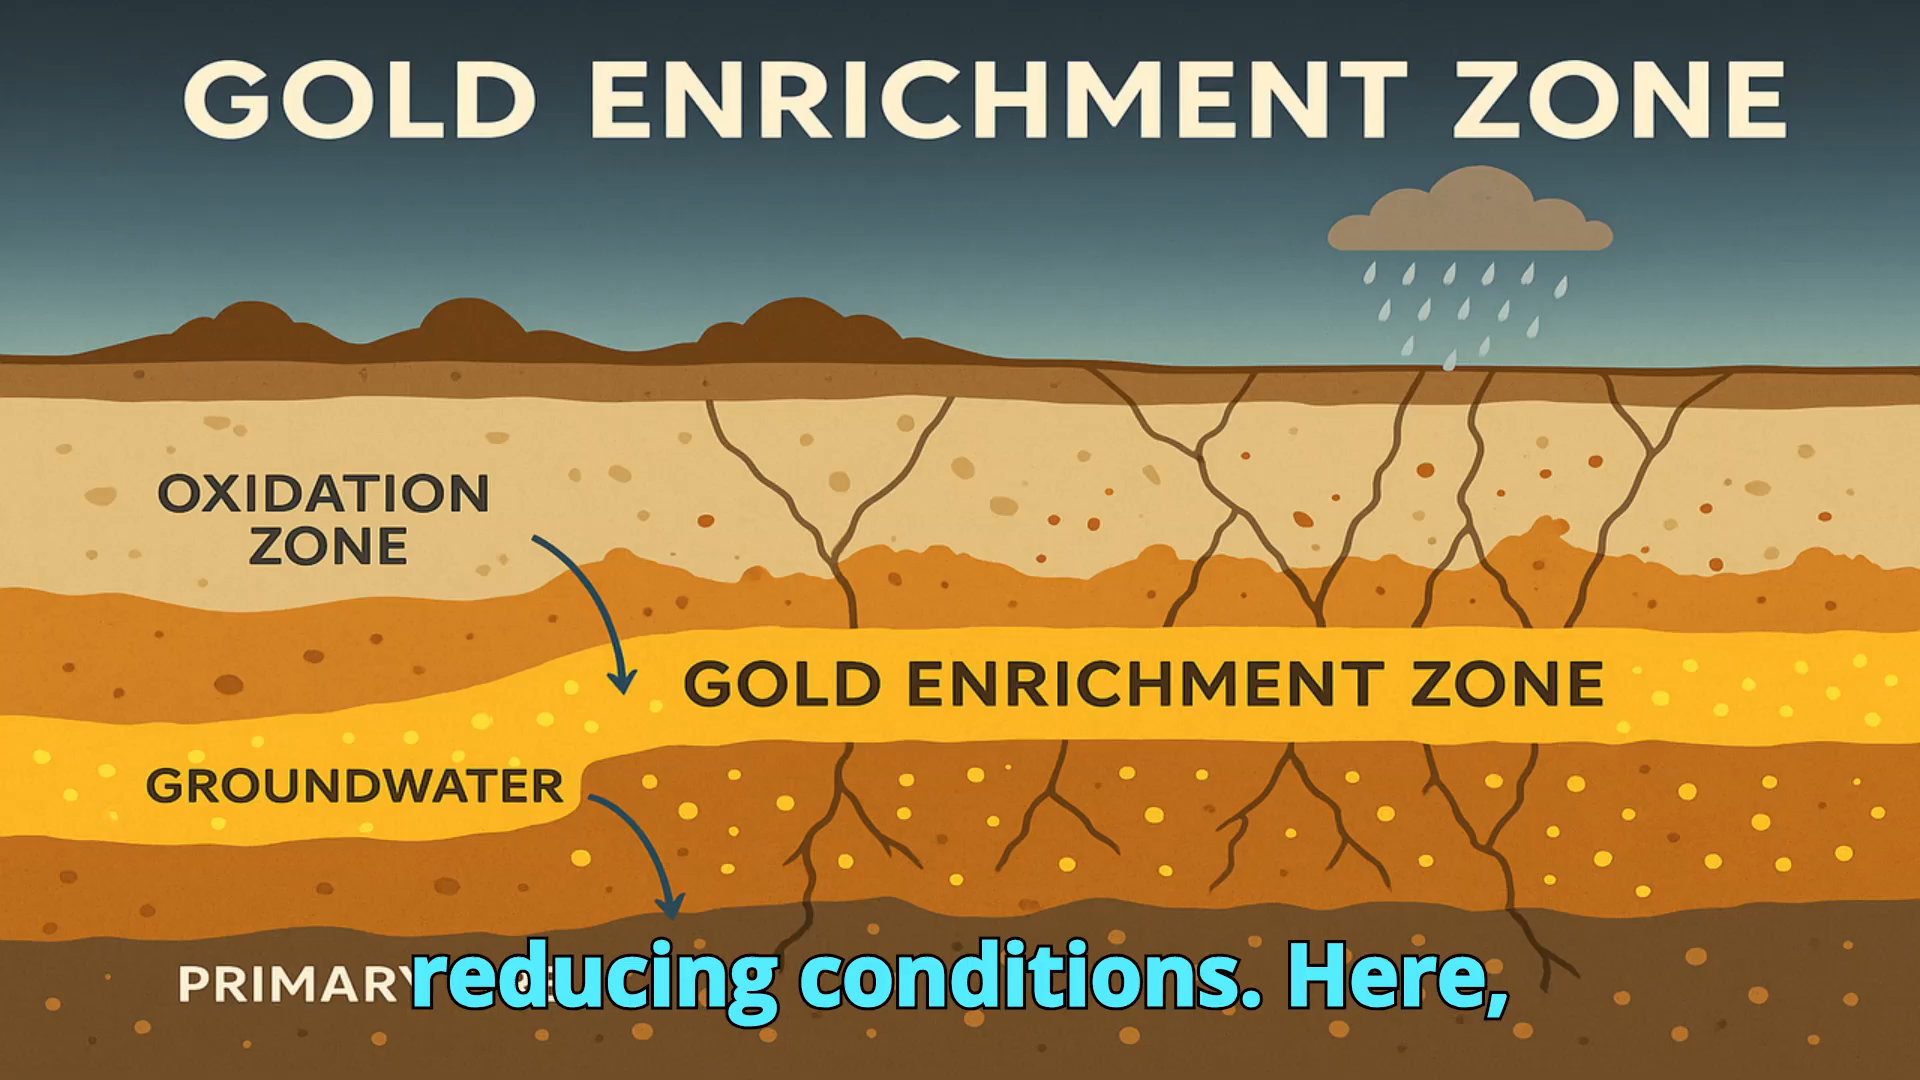 GOLD ENRICHMENT ZONE
OXIDATION
ZONE
GOLD ENRICHMENT ZONE
GROUNDWATER
PRIMARY
reducing conditions. Here,